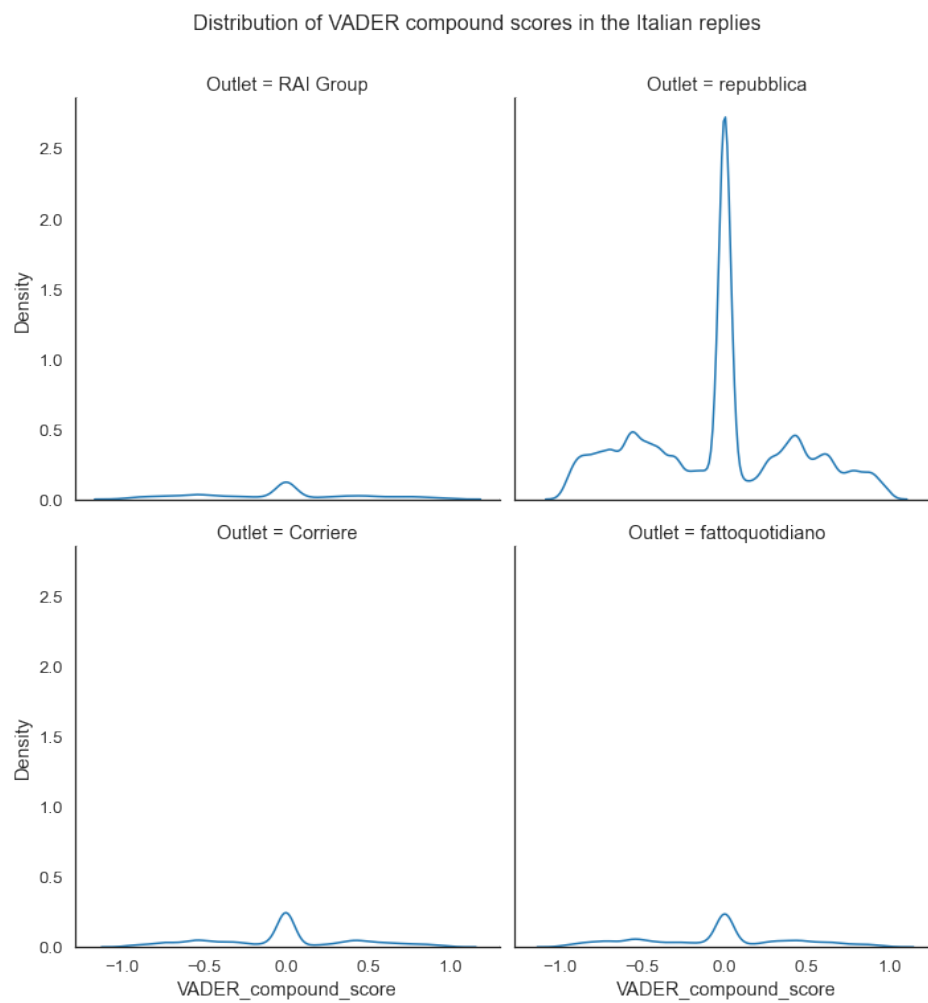 Distribution of VADER compound scores in the Italian replies
Outlet = RAI Group
Outlet = repubblica
2.5
2.0
1.5
1.0
0.5
0.0
Density
Outlet = Corriere
Outlet = fattoquotidiano
2.5
2.0
1.5
1.0
0.5
0.0
Density
−1.0 −0.5 0.0 0.5 1.0
−1.0 −0.5 0.0 0.5 1.0
VADER_compound_score
VADER_compound_score